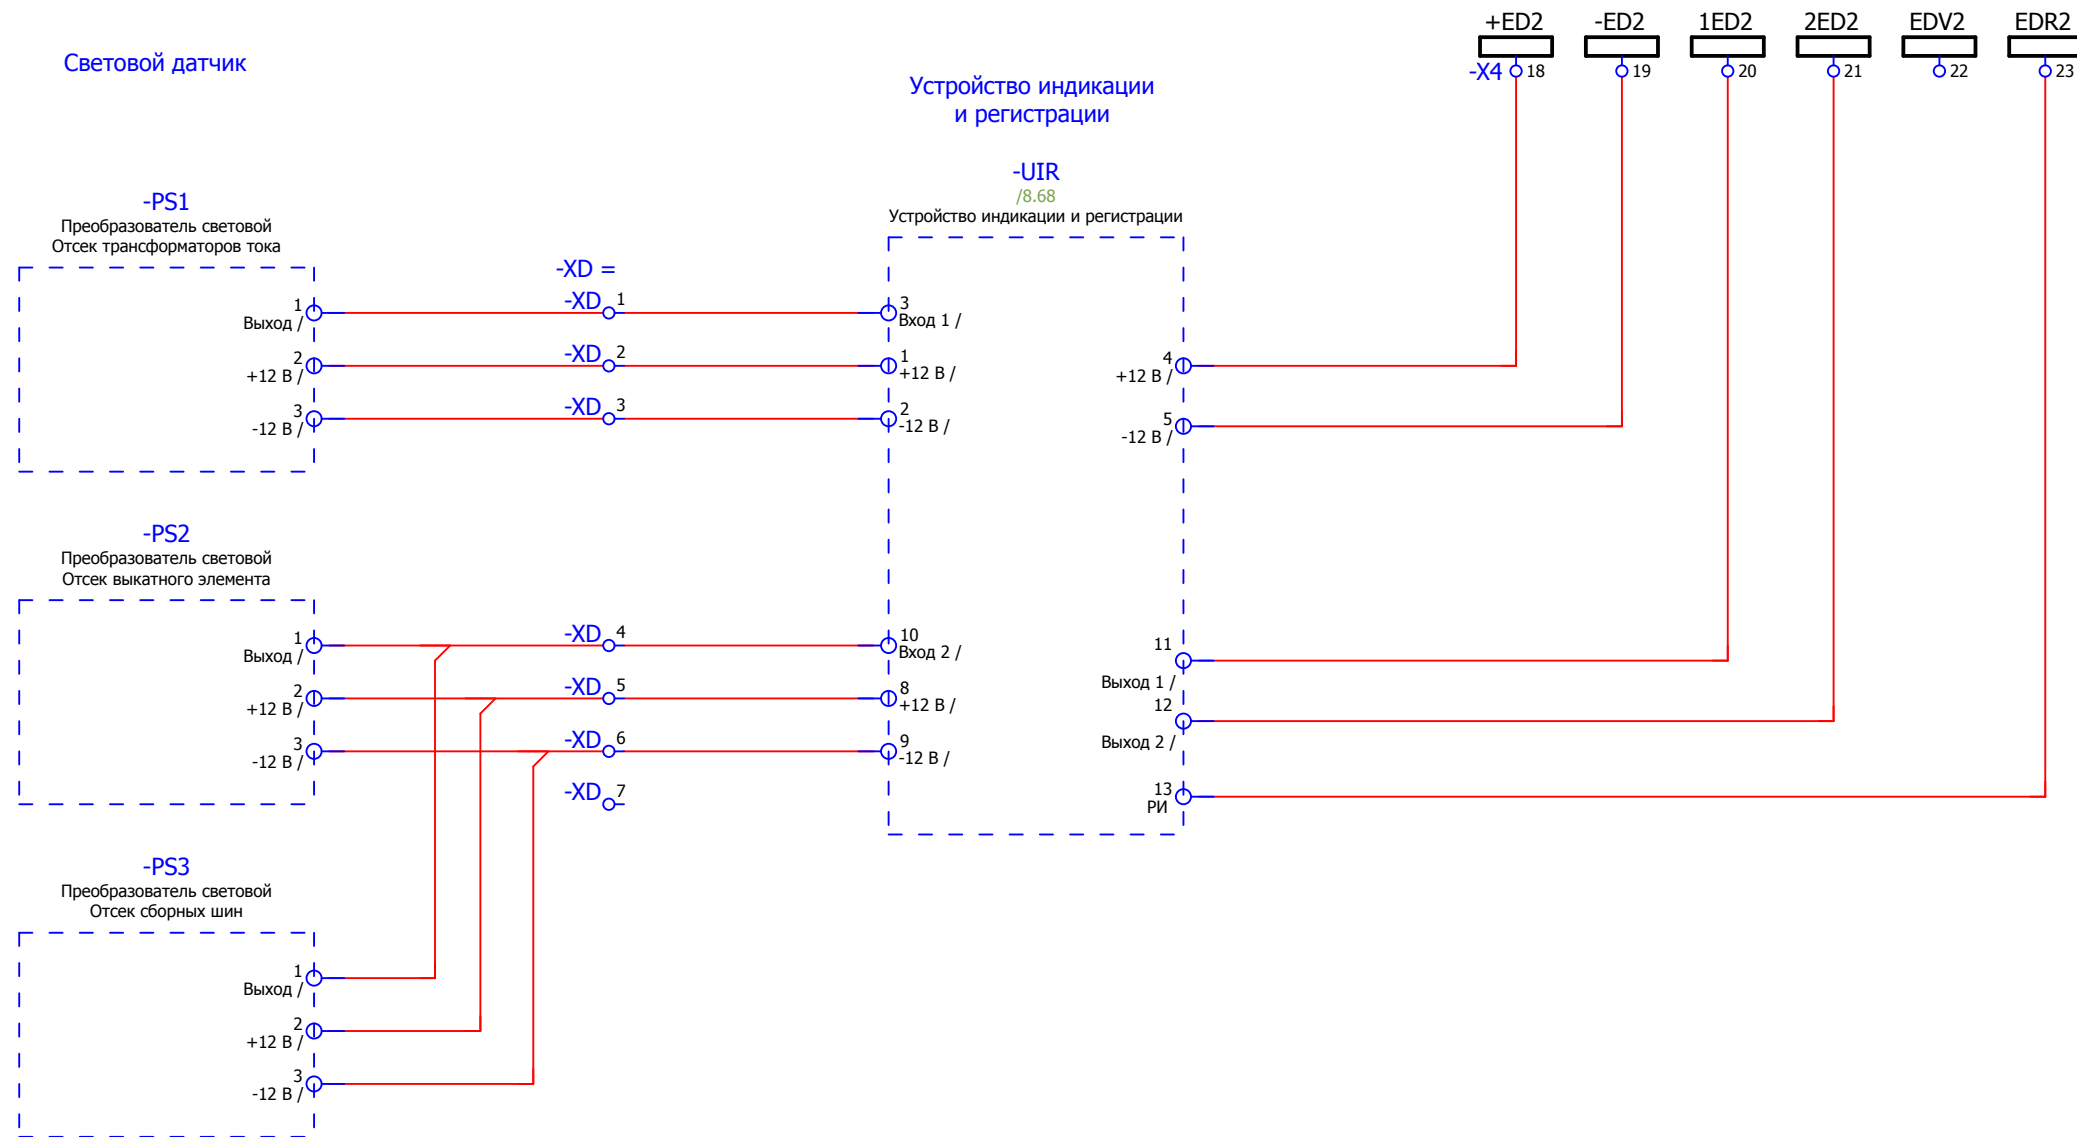 +ED2 -ED2 1ED2 2ED2 EDV2 EDR2
-X4 18 19 20 21 22 23
Световой датчик
Устройство индикации
и регистрации
-UIR
/8.68
Устройство индикации и регистрации
-PS1
Преобразователь световой
Отсек трансформаторов тока
-XD =
1
Выход /
-XD 1
3
Вход 1 /
2
+12 В /
-XD 2
1
+12 В /
4
+12 В /
3
-12 В /
-XD 3
2
-12 В /
5
-12 В /
-PS2
Преобразователь световой
Отсек выкатного элемента
1
Выход /
-XD 4
10
Вход 2 /
11
Выход 1 /
2
+12 В /
-XD 5
8
+12 В /
12
Выход 2 /
3
-12 В /
-XD 6
9
-12 В /
-XD 7
13
РИ
-PS3
Преобразователь световой
Отсек сборных шин
1
Выход /
2
+12 В /
3
-12 В /